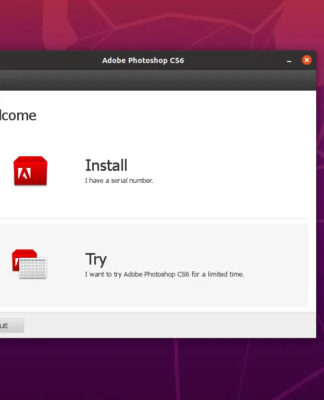 Adobe Photoshop CS6
lcome
Install
I have a serial number.
Try
I want to try Adobe Photoshop CS6 for a limited time.
uit